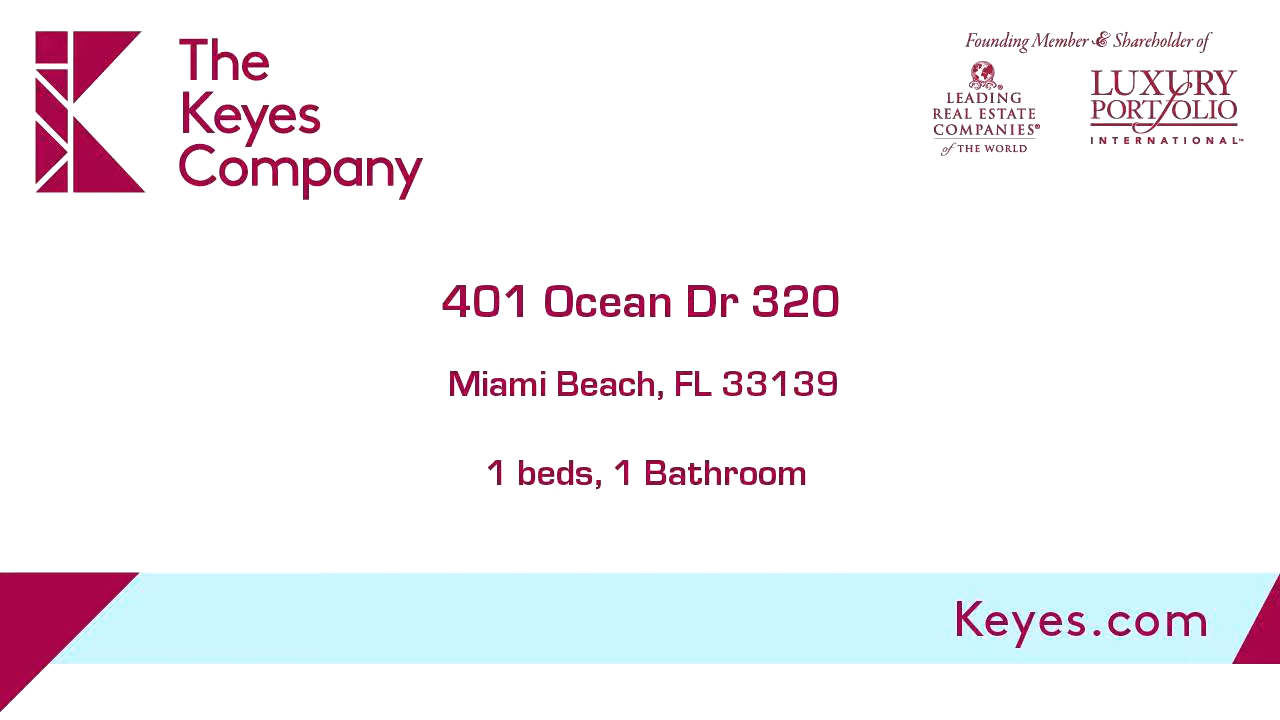 The
Keyes
Company
Founding Member & Shareholder of
LEADING
REAL ESTATE
COMPANIES®
of THE WORLD
LUXURY
PORTFOLIO
INTERNATIONAL™
401 Ocean Dr 320
Miami Beach, FL 33139
1 beds, 1 Bathroom
Keyes.com